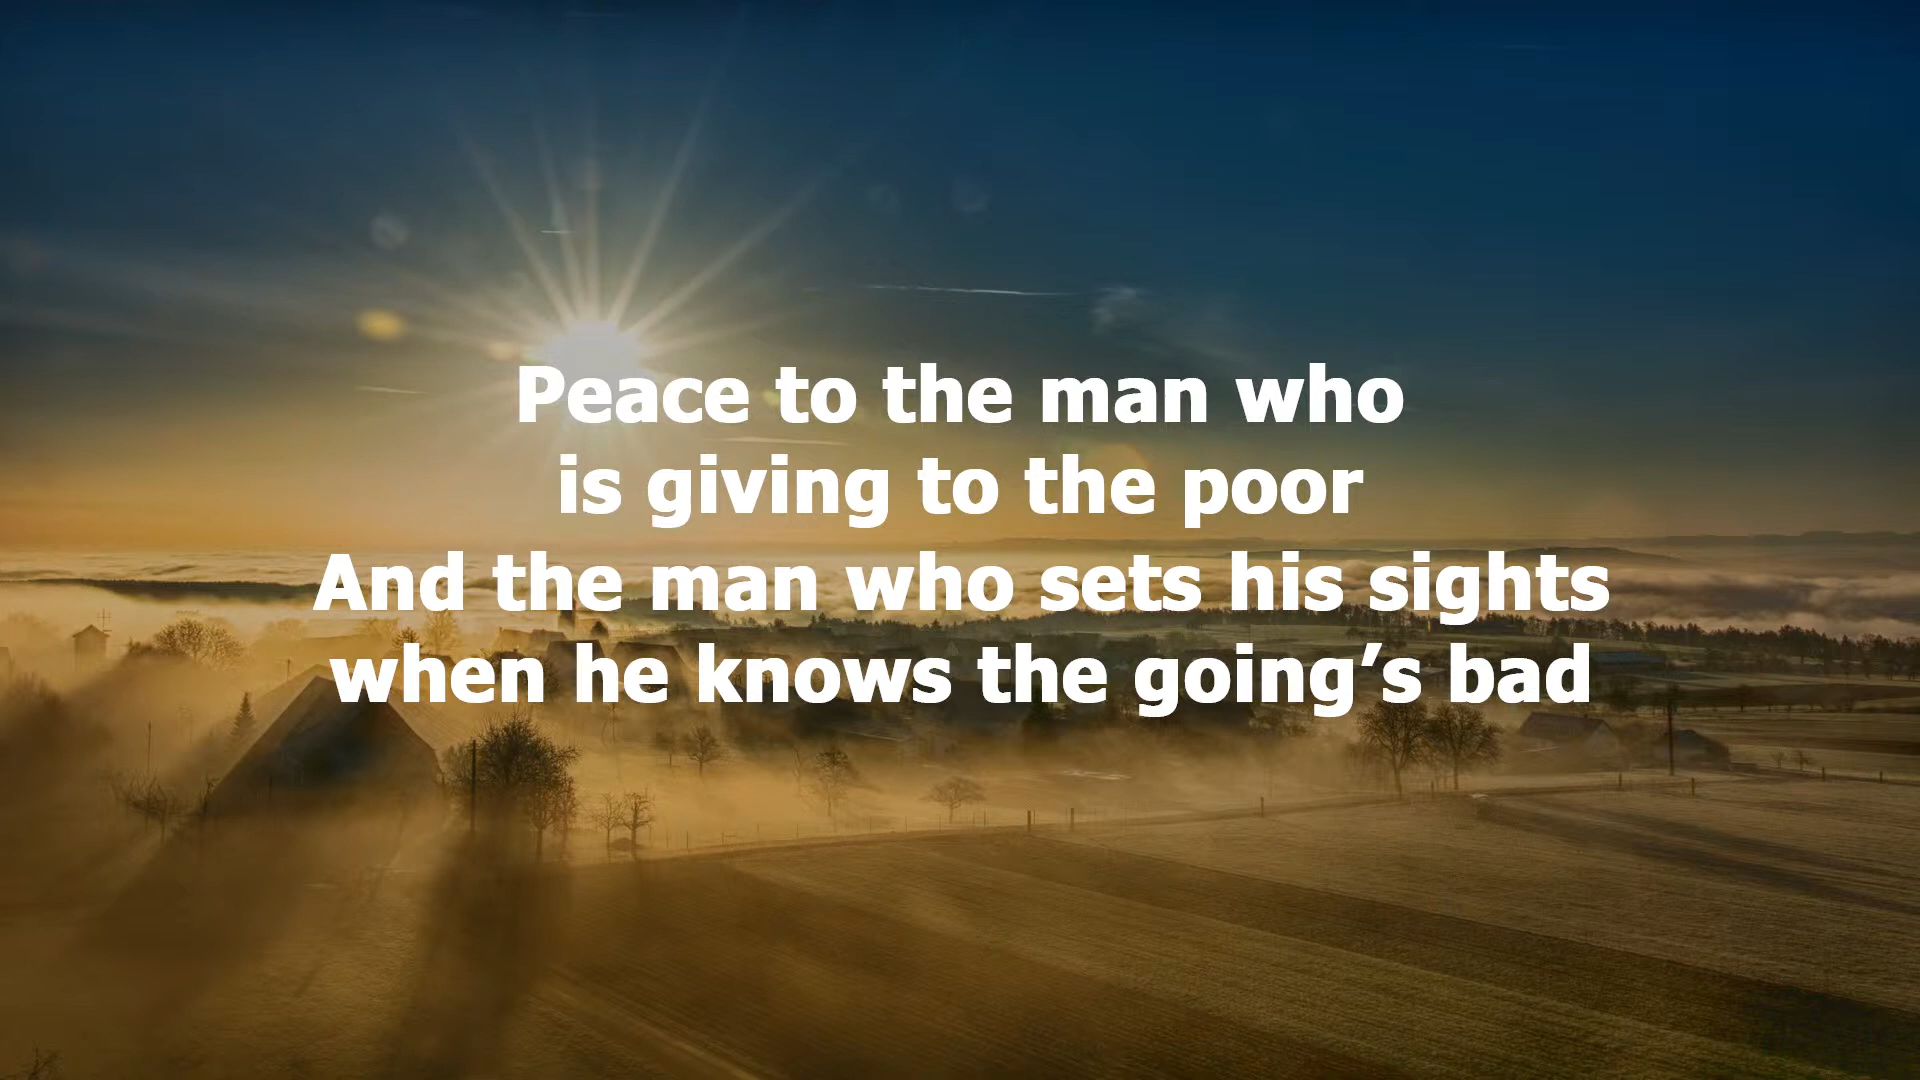 Peace to the man who
is giving to the poor
And the man who sets his sights
when he knows the going’s bad